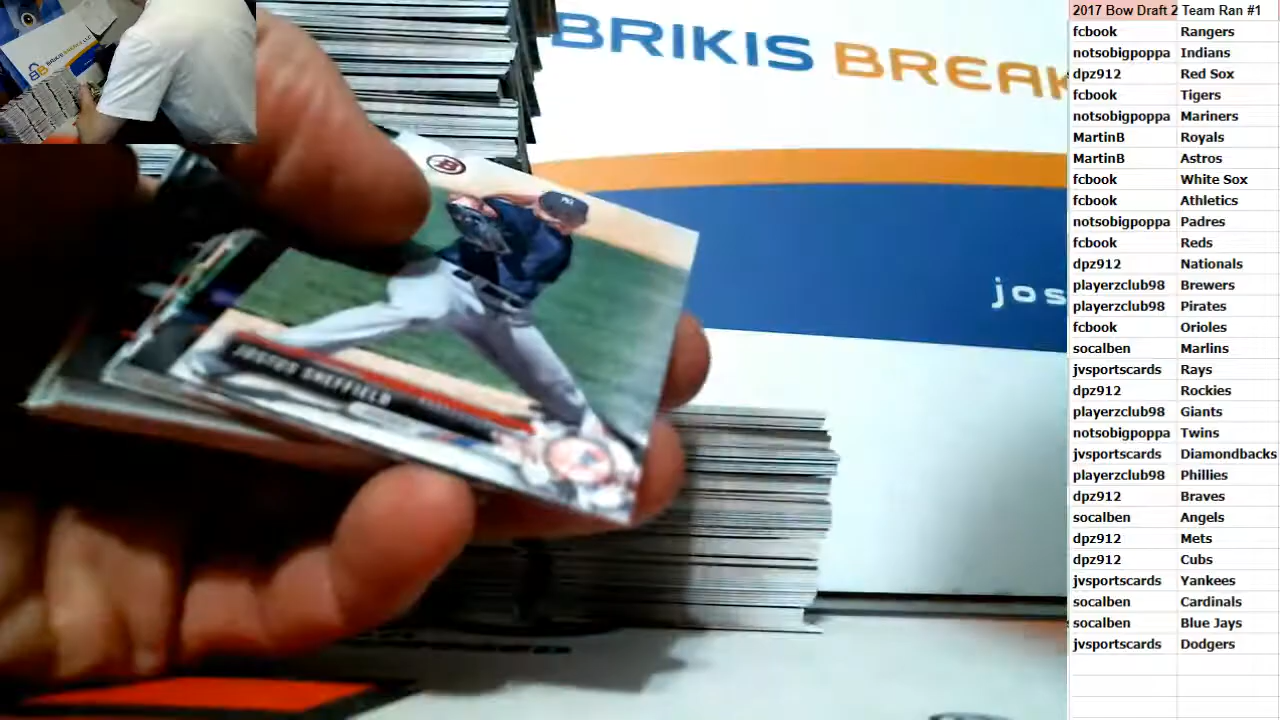 BRIKIS BREAK
BRIKIS BREAKS
jos
JUSTUS SHEFFIELD
2017 Bow Draft 2 Team Ran #1
fcbook Rangers
notsobigpoppa Indians
dpz912 Red Sox
fcbook Tigers
notsobigpoppa Mariners
MartinB Royals
MartinB Astros
fcbook White Sox
fcbook Athletics
notsobigpoppa Padres
fcbook Reds
dpz912 Nationals
playerzclub98 Brewers
playerzclub98 Pirates
fcbook Orioles
socalben Marlins
jvsportscards Rays
dpz912 Rockies
playerzclub98 Giants
notsobigpoppa Twins
jvsportscards Diamondbacks
playerzclub98 Phillies
dpz912 Braves
socalben Angels
dpz912 Mets
dpz912 Cubs
jvsportscards Yankees
socalben Cardinals
socalben Blue Jays
jvsportscards Dodgers